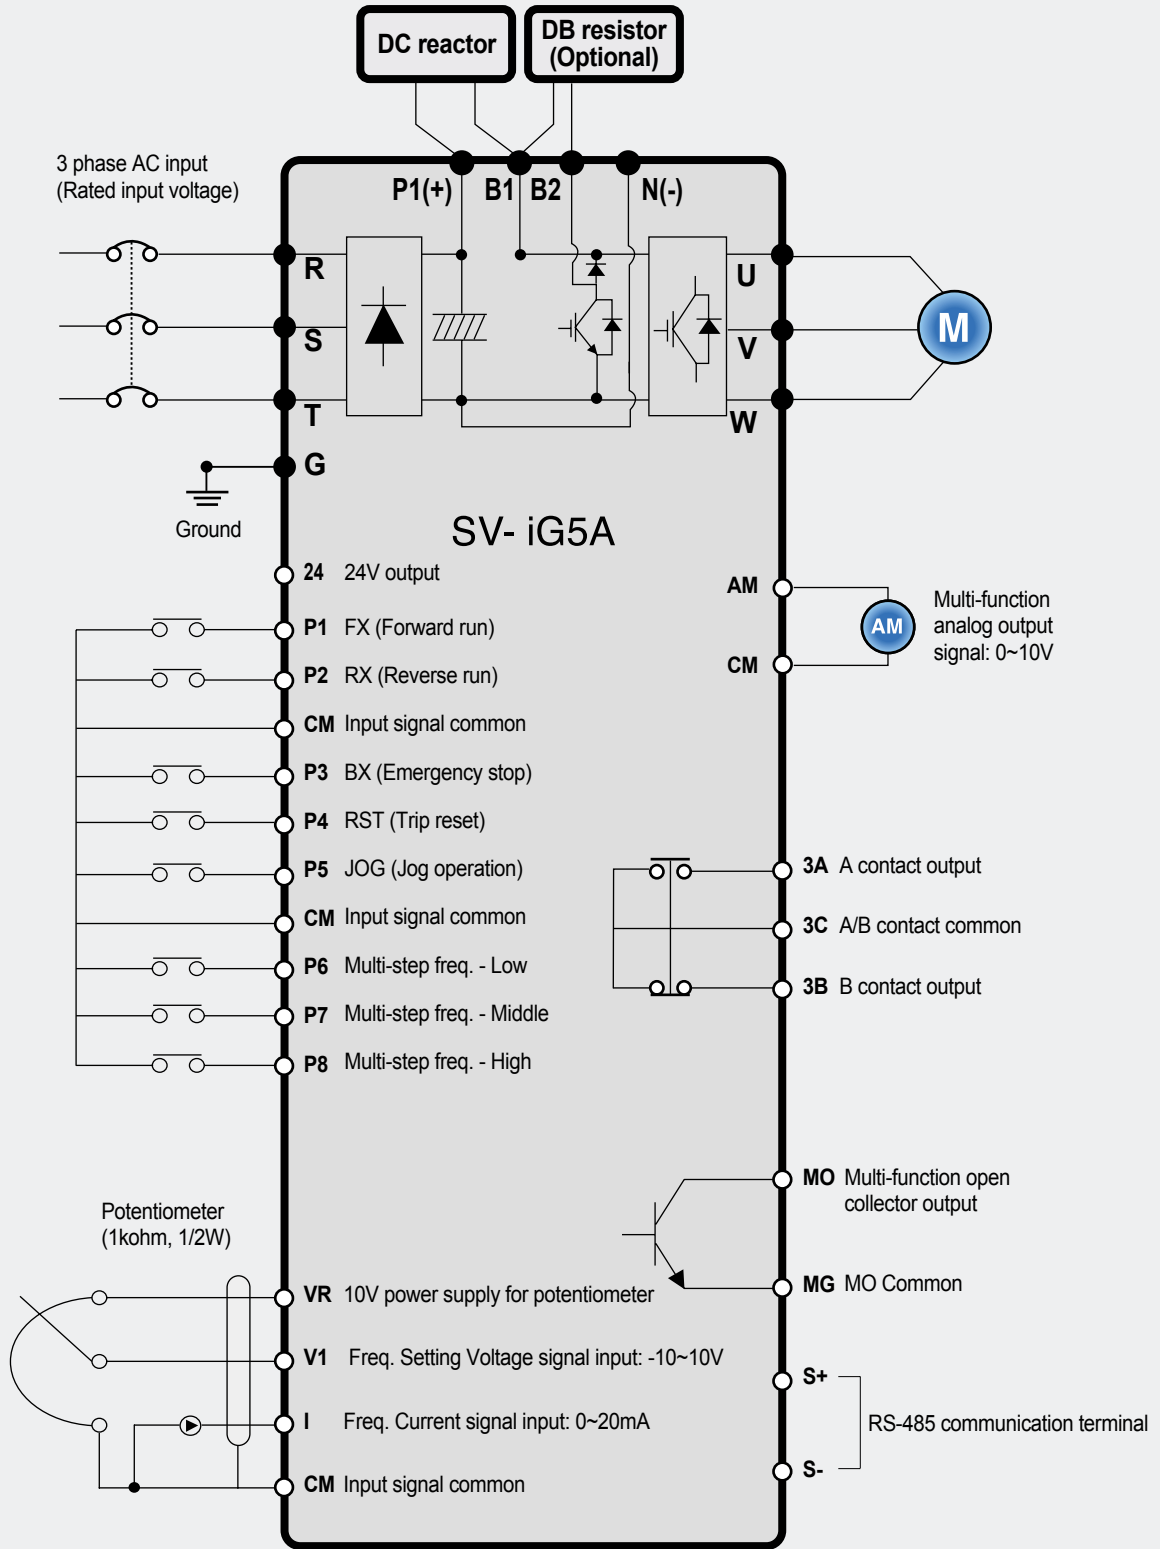 DC reactor
DB resistor
(Optional)
3 phase AC input
(Rated input voltage)
P1(+) B1 B2 N(-)
R
S
T
G
U
V
W
M
Ground
SV- iG5A
24 24V output
P1 FX (Forward run)
P2 RX (Reverse run)
CM Input signal common
P3 BX (Emergency stop)
P4 RST (Trip reset)
P5 JOG (Jog operation)
CM Input signal common
P6 Multi-step freq. - Low
P7 Multi-step freq. - Middle
P8 Multi-step freq. - High
AM
CM
AM
Multi-function
analog output
signal: 0~10V
3A A contact output
3C A/B contact common
3B B contact output
MO Multi-function open
collector output
MG MO Common
Potentiometer
(1kohm, 1/2W)
VR 10V power supply for potentiometer
V1 Freq. Setting Voltage signal input: -10~10V
I Freq. Current signal input: 0~20mA
CM Input signal common
S+
RS-485 communication terminal
S-